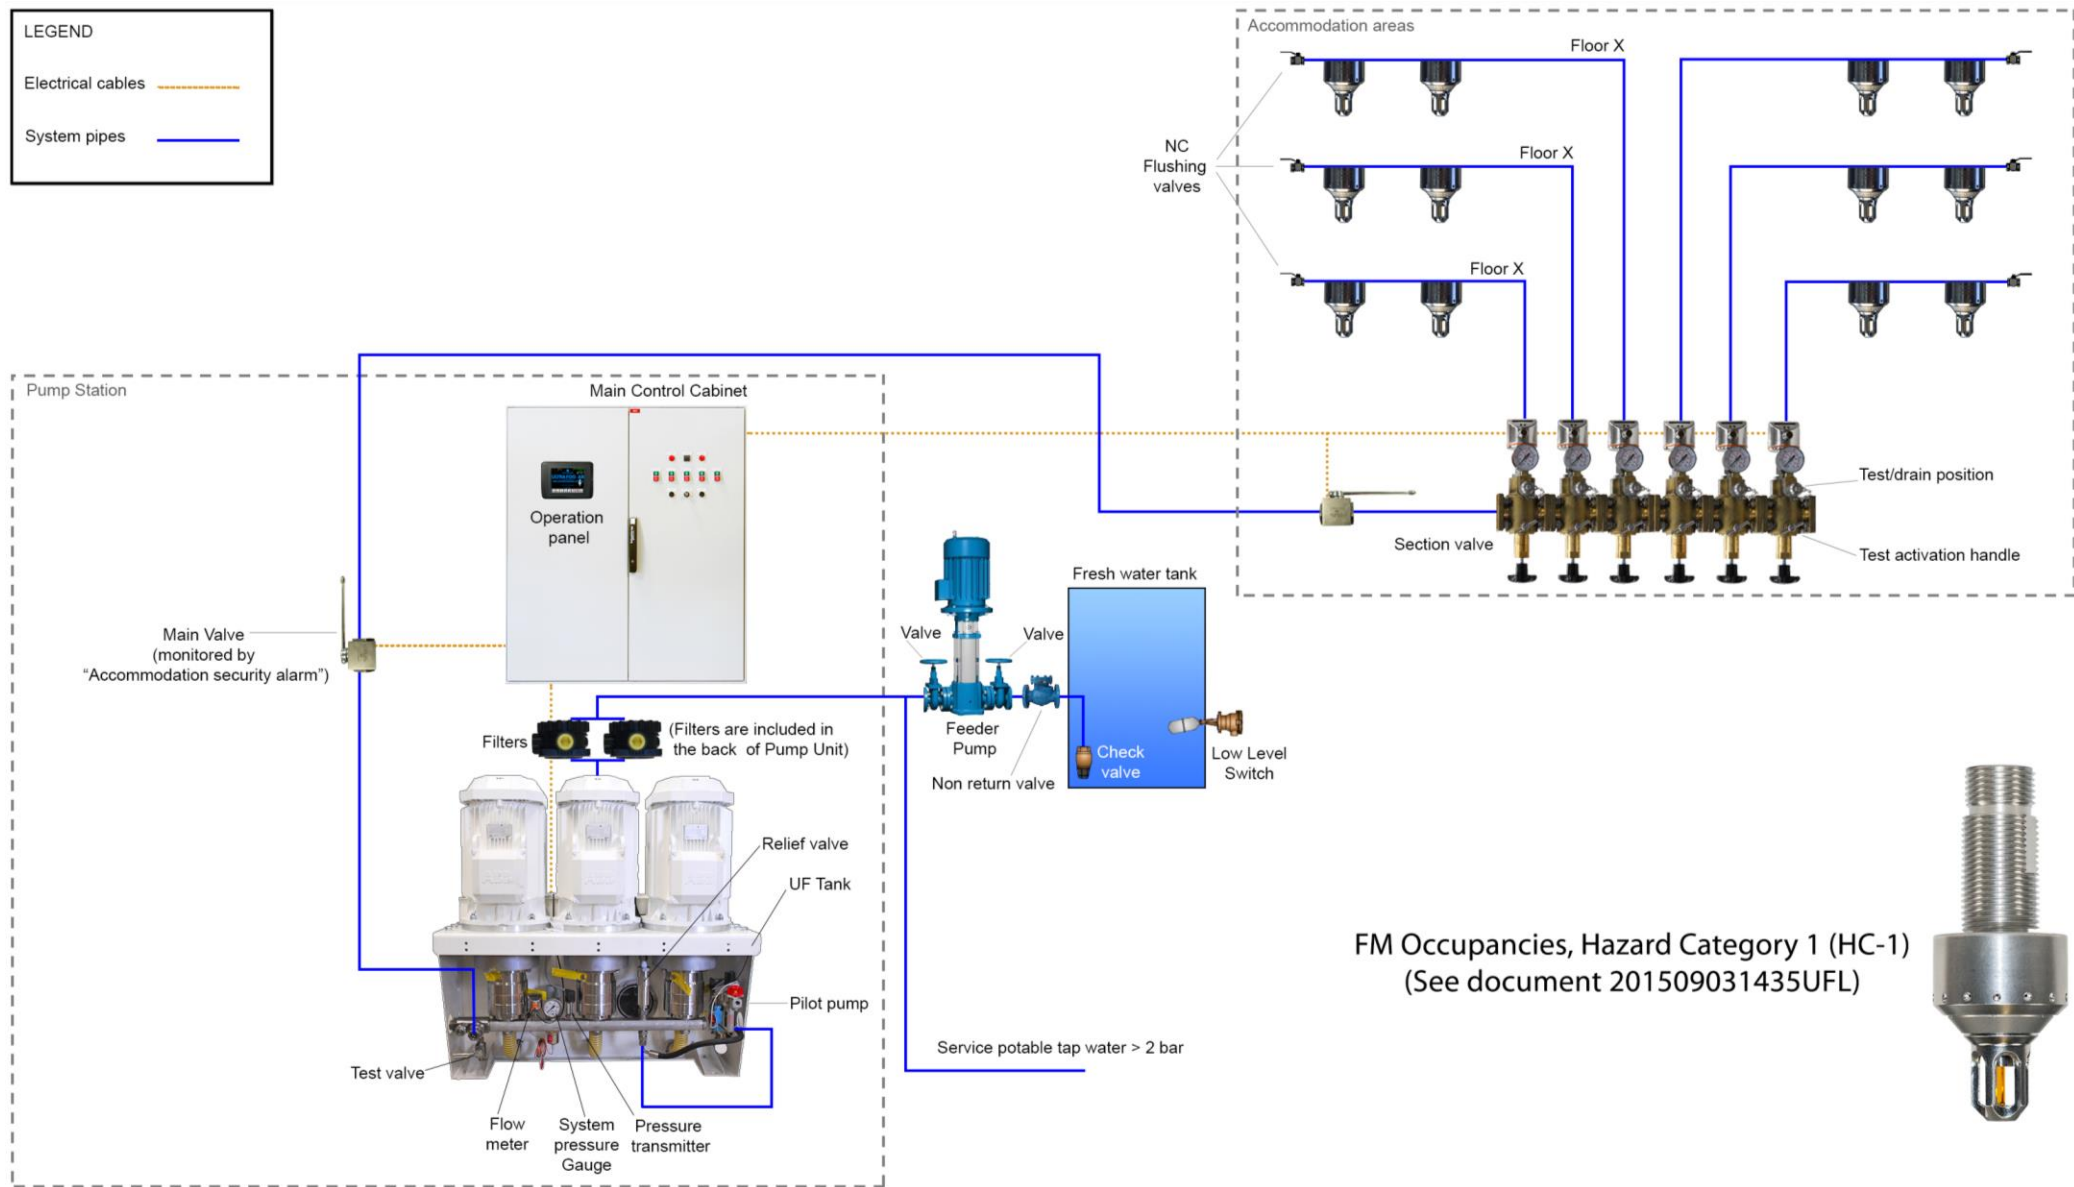 LEGEND
Electrical cables
System pipes
Accommodation areas
Floor X
Floor X
Floor X
NC
Flushing
valves
Test/drain position
Section valve
Test activation handle
Pump Station
Main Control Cabinet
Operation
panel
Main Valve
(monitored by
“Accommodation security alarm”)
Filters
(Filters are included in
the back of Pump Unit)
Valve
Valve
Feeder
Pump
Non return valve
Fresh water tank
Check
valve
Low Level
Switch
Relief valve
UF Tank
Pilot pump
Test valve
Flow
meter
System
pressure
Gauge
Pressure
transmitter
Service potable tap water > 2 bar
FM Occupancies, Hazard Category 1 (HC-1)
(See document 201509031435UFL)